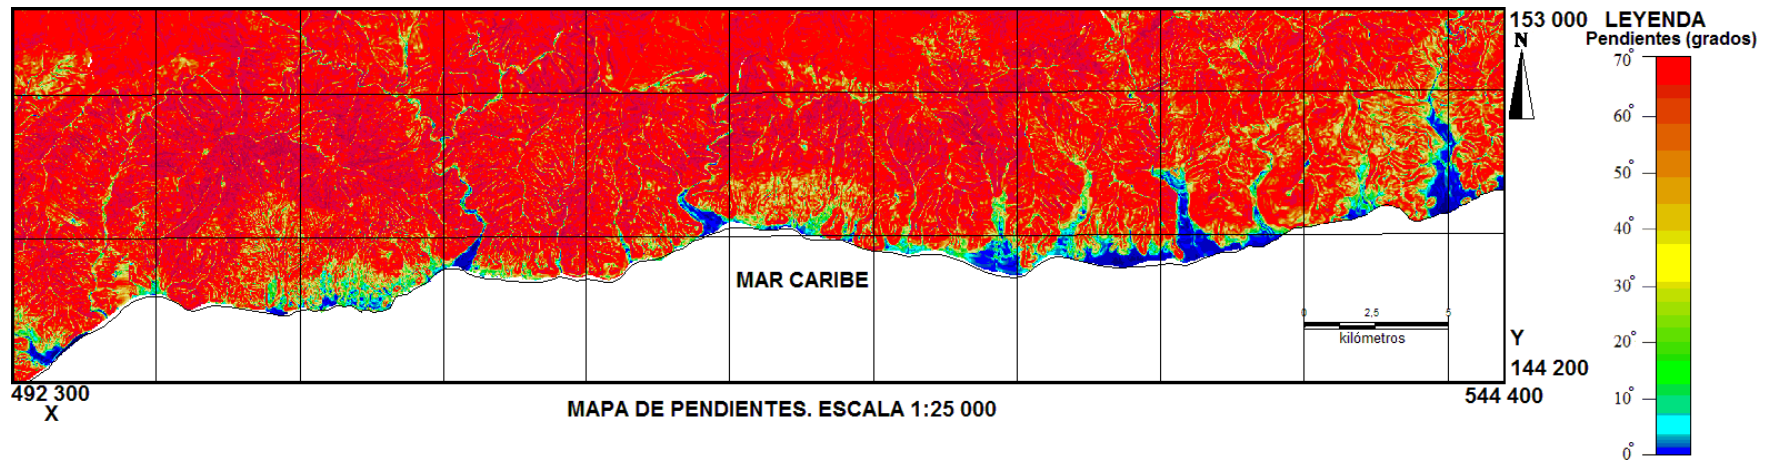 153 000
LEYENDA
Pendientes (grados)
N
70°
60°
50°
40°
30°
20°
10°
0°
MAR CARIBE
0 2,5 5
kilómetros
Y
144 200
492 300
544 400
X
MAPA DE PENDIENTES. ESCALA 1:25 000